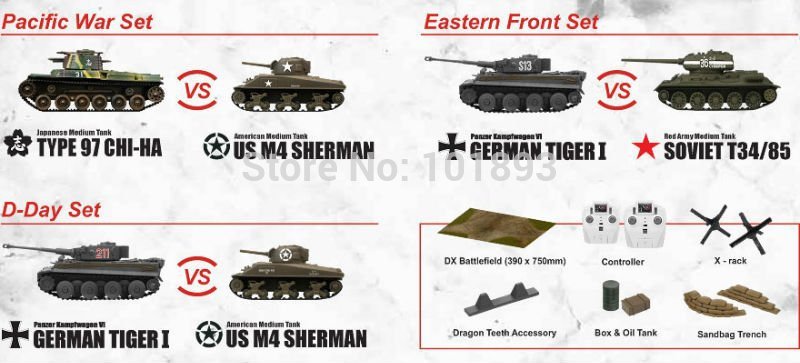 Pacific War Set
31
VS
Japanese Medium Tank
TYPE 97 CHI-HA
American Medium Tank
US M4 SHERMAN
Eastern Front Set
S13
VS
36
Panzer Kampfwagen VI
GERMAN TIGER I
Red Army Medium Tank
SOVIET T34/85
Store No: 101893
D-Day Set
211
VS
Panzer Kampfwagen VI
GERMAN TIGER I
American Medium Tank
US M4 SHERMAN
DX Battlefield (390 x 750mm)
Controller
X - rack
Dragon Teeth Accessory
Box & Oil Tank
Sandbag Trench